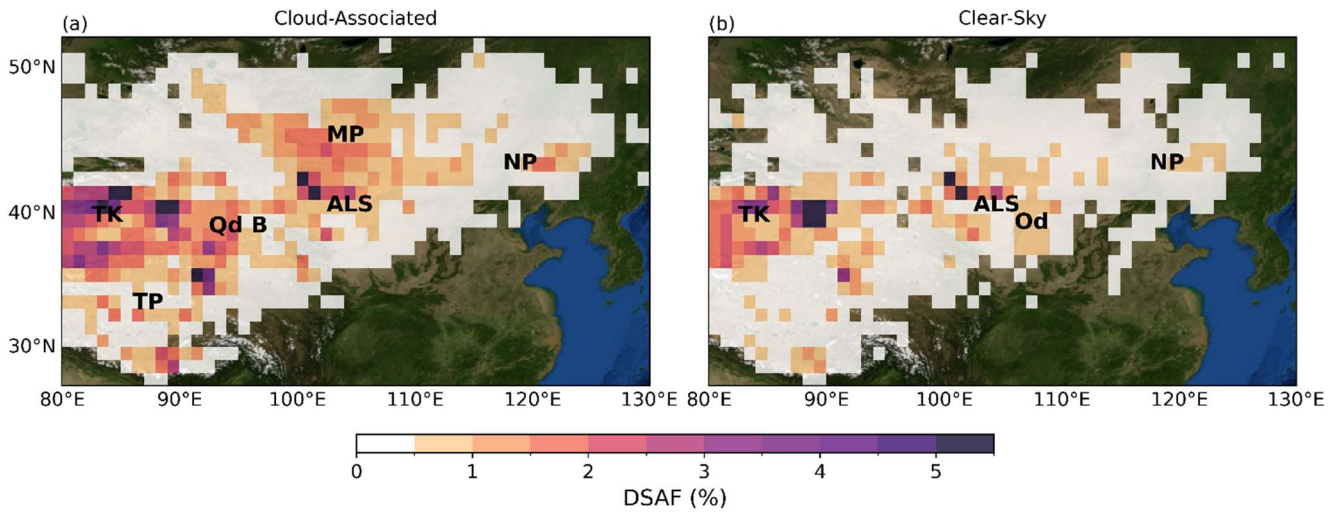 Cloud-Associated
Clear-Sky
(a)
(b)
50°N
40°N
30°N
MP
NP
ALS
TK
Qd B
TP
NP
ALS
TK
Od
80°E 90°E 100°E 110°E 120°E 130°E
80°E 90°E 100°E 110°E 120°E 130°E
0 1 2 3 4 5
DSAF (%)